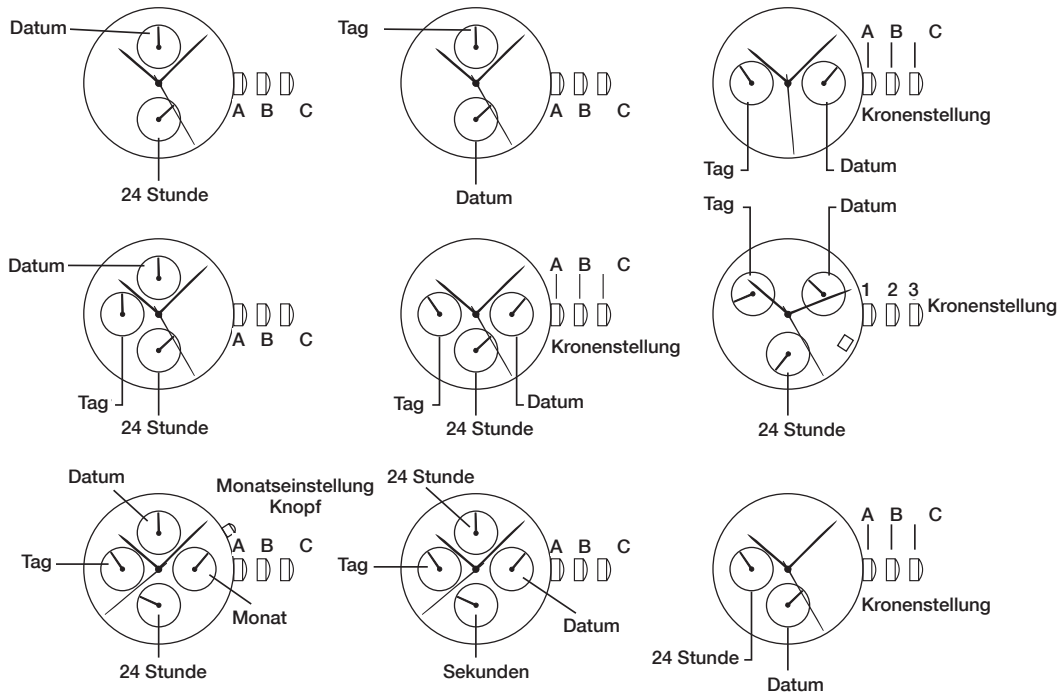 Datum
A B C
24 Stunde
Tag
A B C
Datum
A B C
Kronenstellung
Tag
Datum
Datum
A B C
Tag
24 Stunde
A B C
Kronenstellung
Tag
Datum
24 Stunde
Tag
Datum
1 2 3
Kronenstellung
24 Stunde
Datum
Monatseinstellung
Knopf
A B C
Tag
Monat
24 Stunde
24 Stunde
A B C
Tag
Datum
Sekunden
A B C
Kronenstellung
24 Stunde
Datum